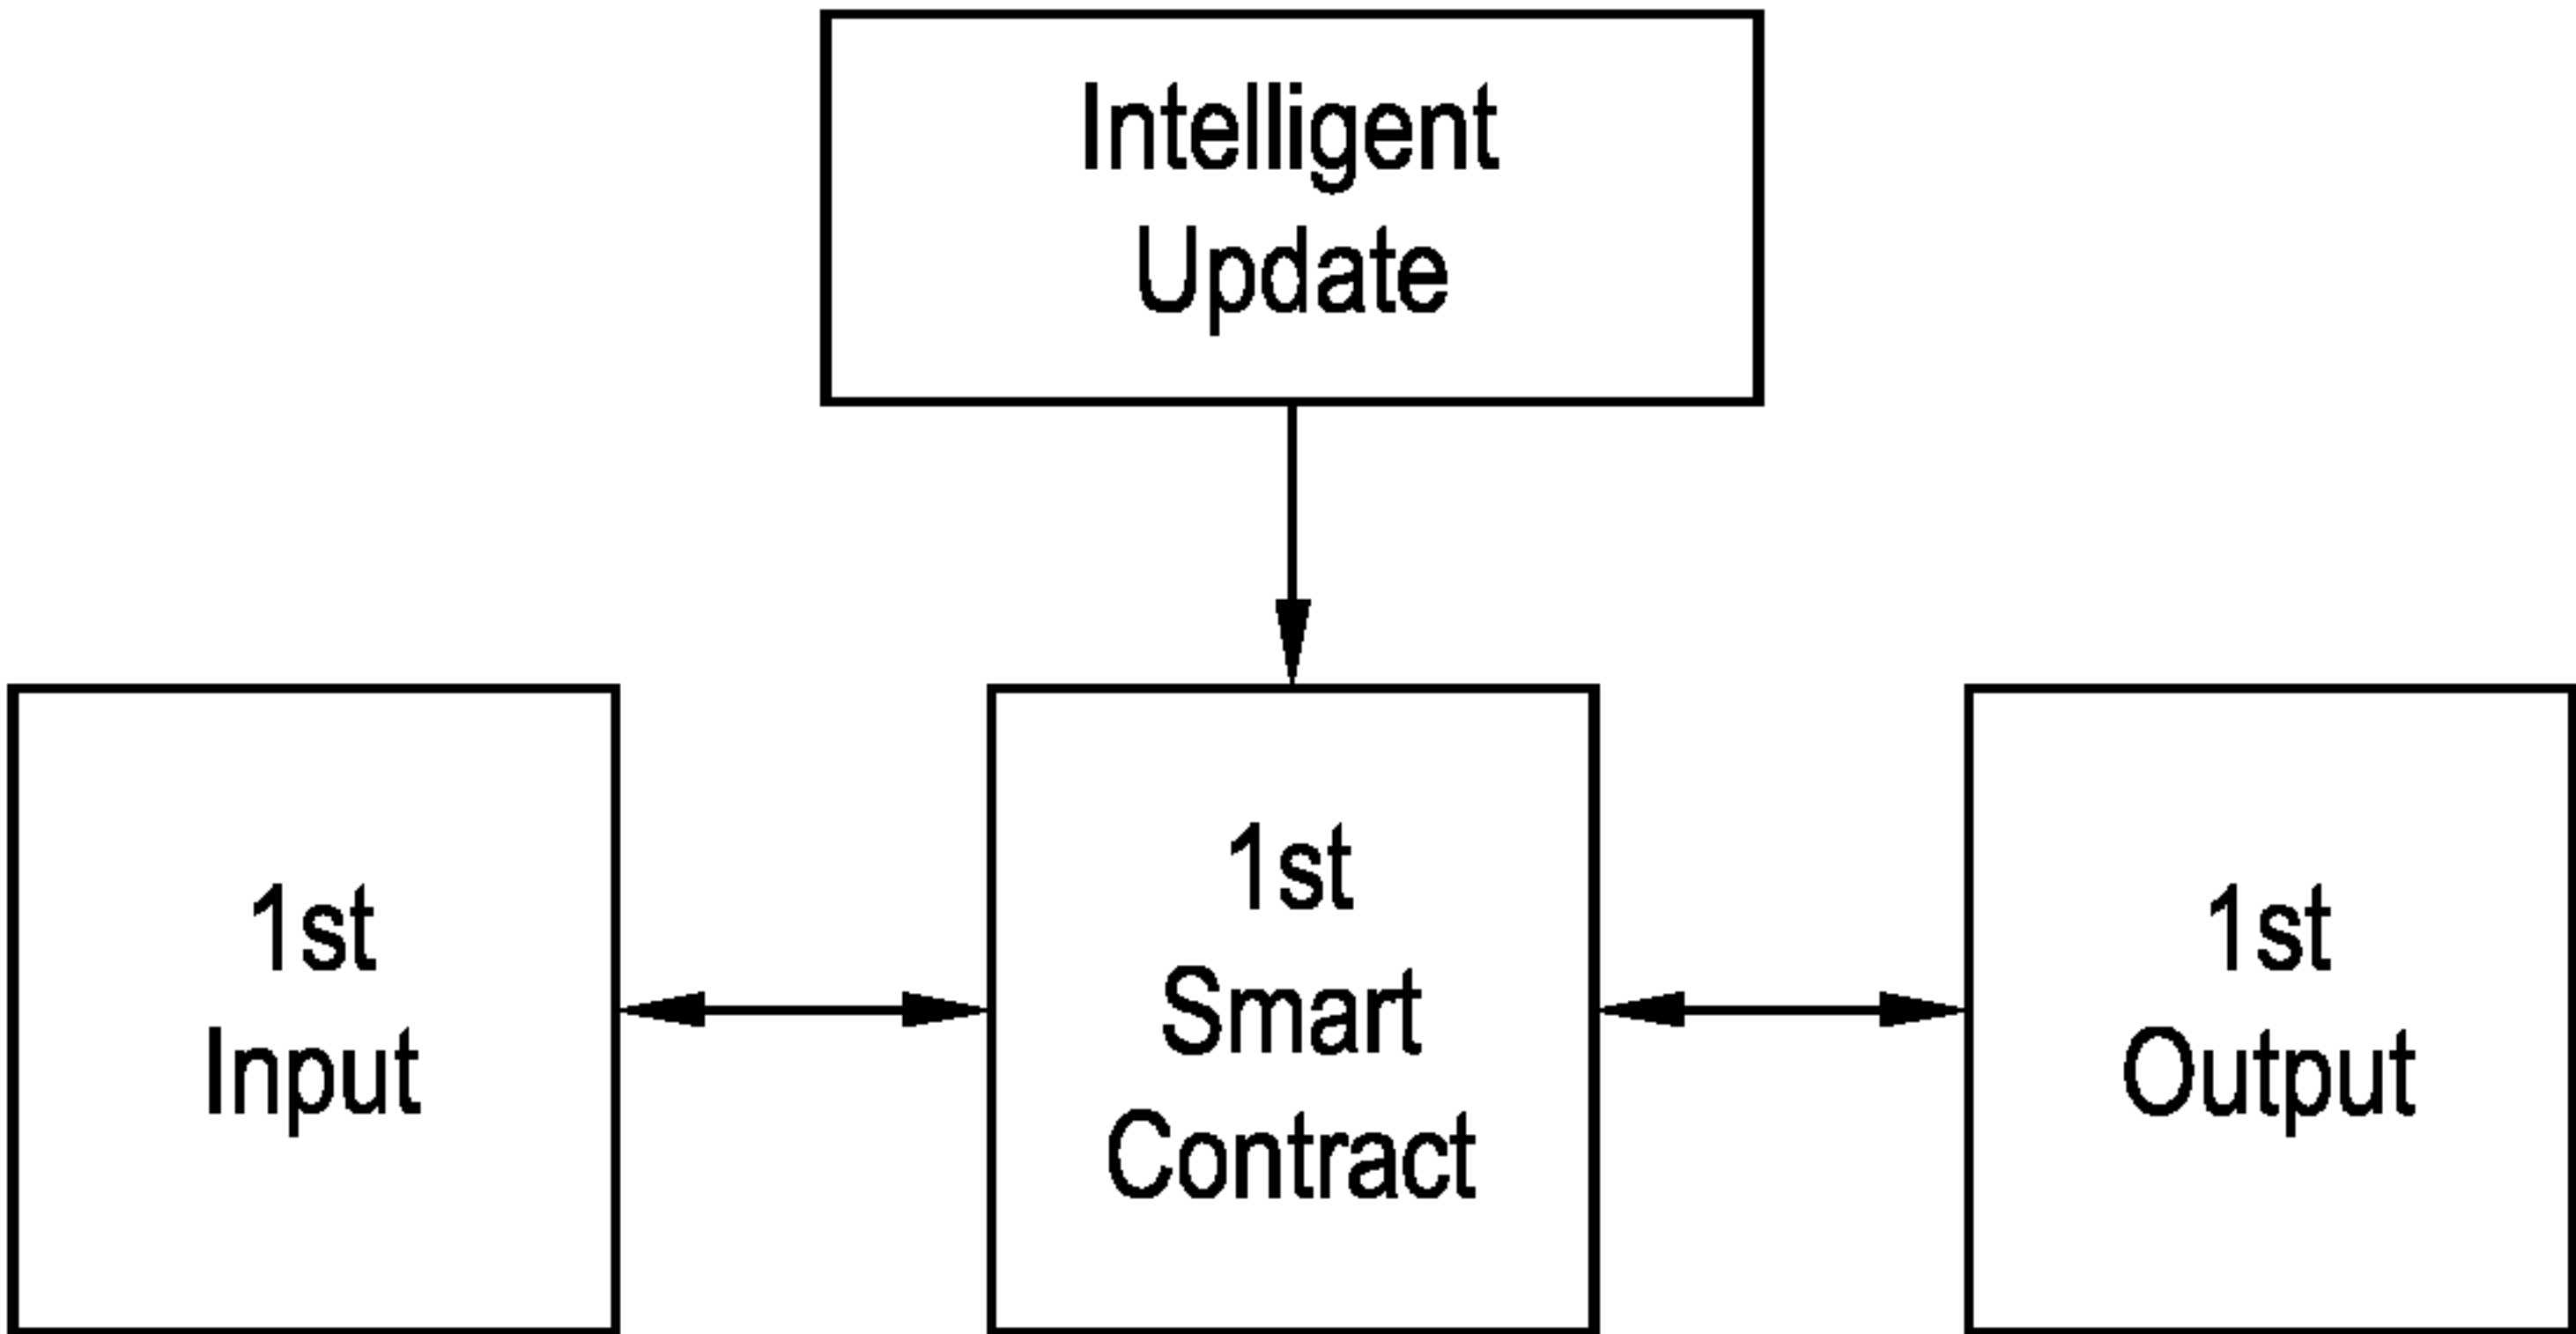 Intelligent
Update
1st
Input
1st
Smart
Contract
1st
Output